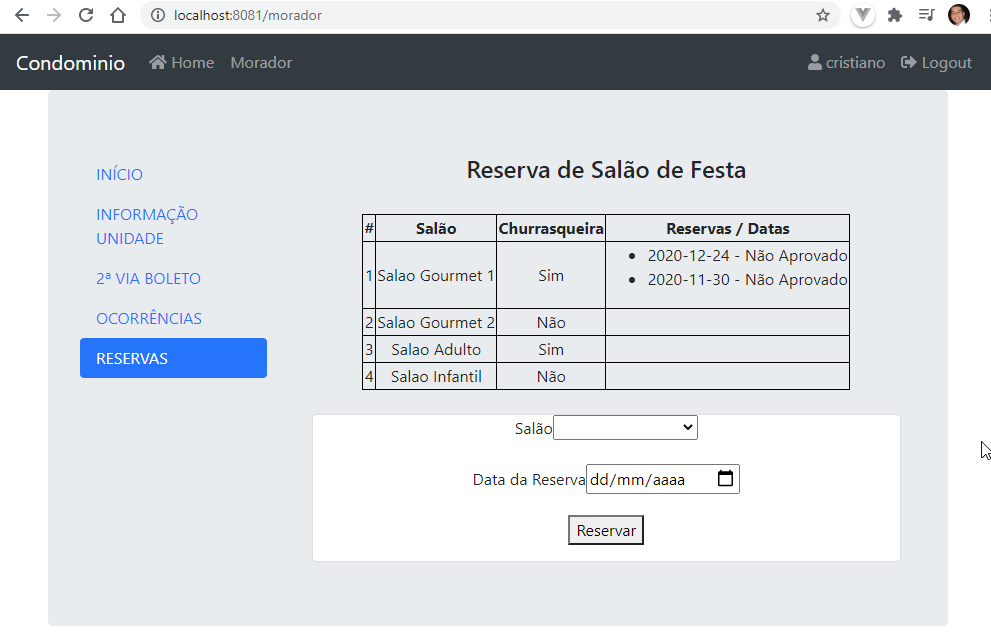 localhost:8081/morador
Condominio Home Morador cristiano Logout
INÍCIO
INFORMAÇÃO
UNIDADE
2ª VIA BOLETO
OCORRÊNCIAS
RESERVAS
Reserva de Salão de Festa
# Salão Churrasqueira Reservas / Datas
1 Salao Gourmet 1 Sim
2020-12-24 - Não Aprovado
2020-11-30 - Não Aprovado
2 Salao Gourmet 2 Não
3 Salao Adulto Sim
4 Salao Infantil Não
Salão
Data da Reserva dd/mm/aaaa
Reservar